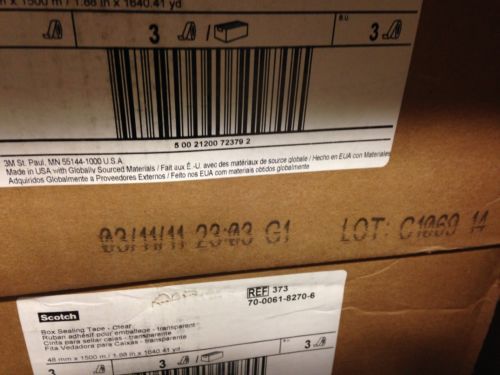 m x 1500 m / 1.88 in x 1640.41 yd
B.U.
3 / 3
5 00 21200 72379 2
3M St. Paul, MN 55144-1000 U.S.A.
Made in USA with Globally Sourced Materials / Fait aux É.-U. avec des matériaux de source globale / Hecho en EUA con Materiales
Adquiridos Globalmente a Proveedores Externos / Feito nos EUA com materiais obtidos globalmente
03/11/11 23:03 G1 LOT: C1069 14
REF 373
70-0061-8270-6
Scotch
Box Sealing Tape - Clear
Ruban adhésif pour emballage - transparent
Cinta para sellar cajas - transparente
Fita Vedadora para Caixas - transparente
48 mm x 1500 m / 1.88 in x 1640.41 yd
3 3 / 3